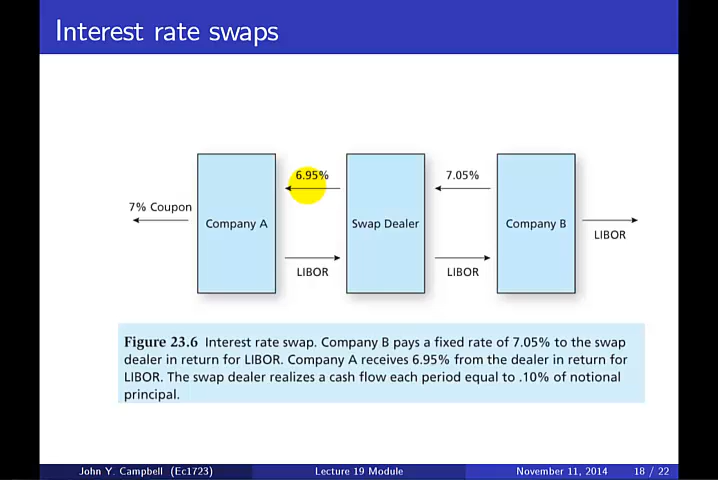 Interest rate swaps
6.95%
7.05%
7% Coupon
Company A
Swap Dealer
Company B
LIBOR
LIBOR
LIBOR
Figure 23.6 Interest rate swap. Company B pays a fixed rate of 7.05% to the swap
dealer in return for LIBOR. Company A receives 6.95% from the dealer in return for
LIBOR. The swap dealer realizes a cash flow each period equal to .10% of notional
principal.
John Y. Campbell (Ec1723)
Lecture 19 Module
November 11, 2014
18 / 22